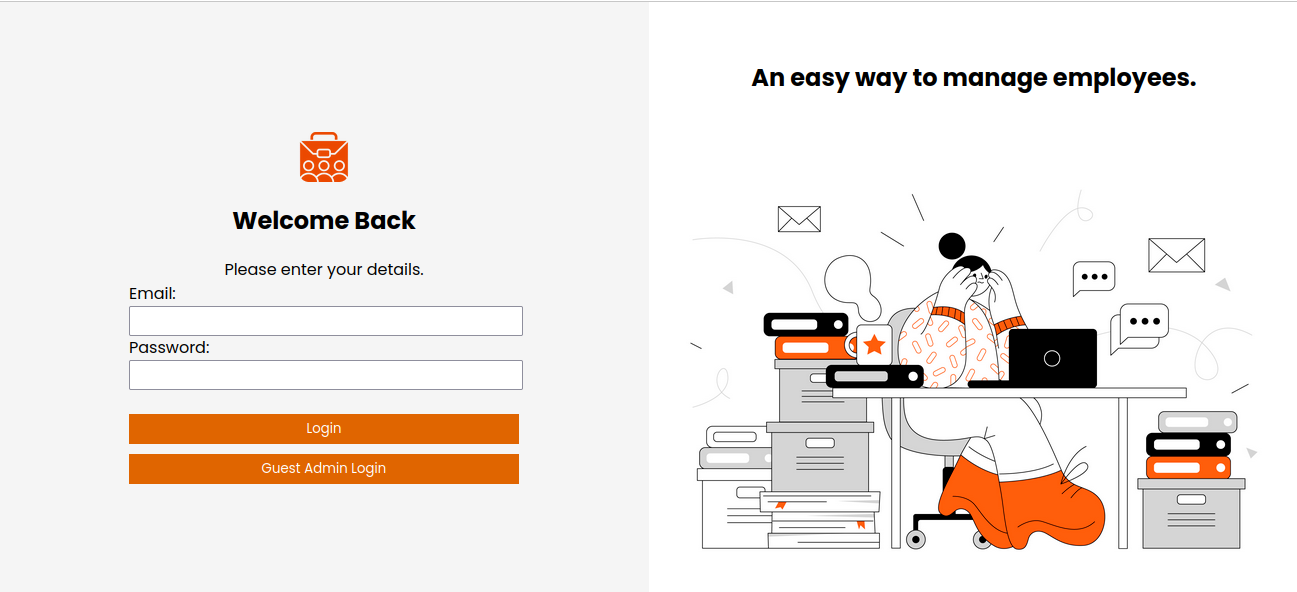 Welcome Back
Please enter your details.
Email:
Password:
Login
Guest Admin Login
An easy way to manage employees.